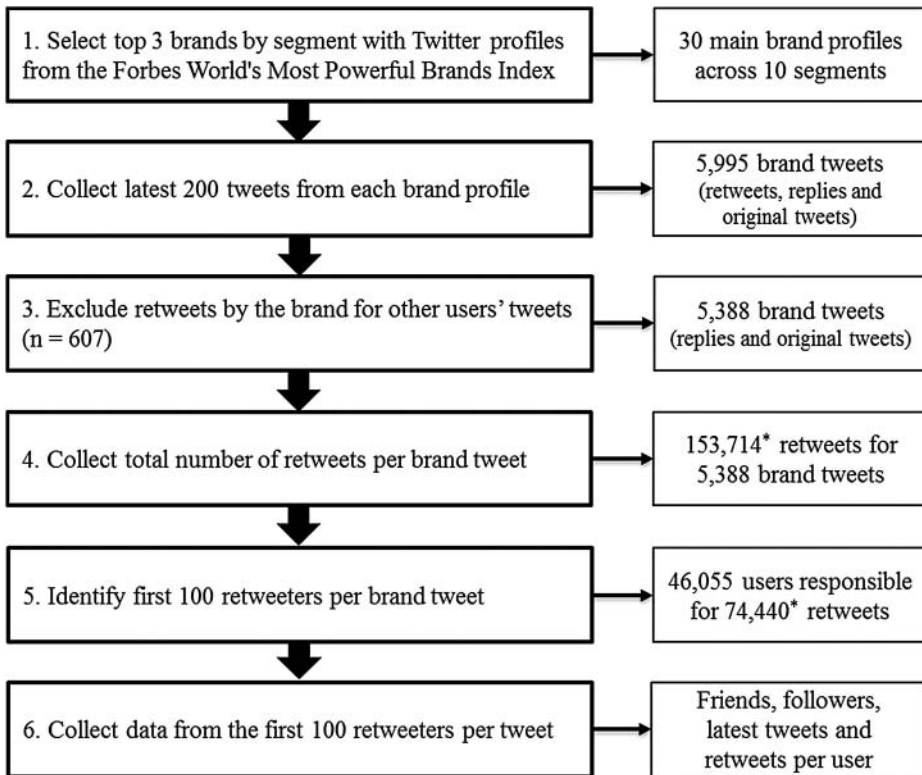 1. Select top 3 brands by segment with Twitter profiles
from the Forbes World's Most Powerful Brands Index
30 main brand profiles
across 10 segments
2. Collect latest 200 tweets from each brand profile
5,995 brand tweets
(retweets, replies and
original tweets)
3. Exclude retweets by the brand for other users’ tweets
(n = 607)
5,388 brand tweets
(replies and original tweets)
4. Collect total number of retweets per brand tweet
153,714* retweets for
5,388 brand tweets
5. Identify first 100 retweeters per brand tweet
46,055 users responsible
for 74,440* retweets
6. Collect data from the first 100 retweeters per tweet
Friends, followers,
latest tweets and
retweets per user